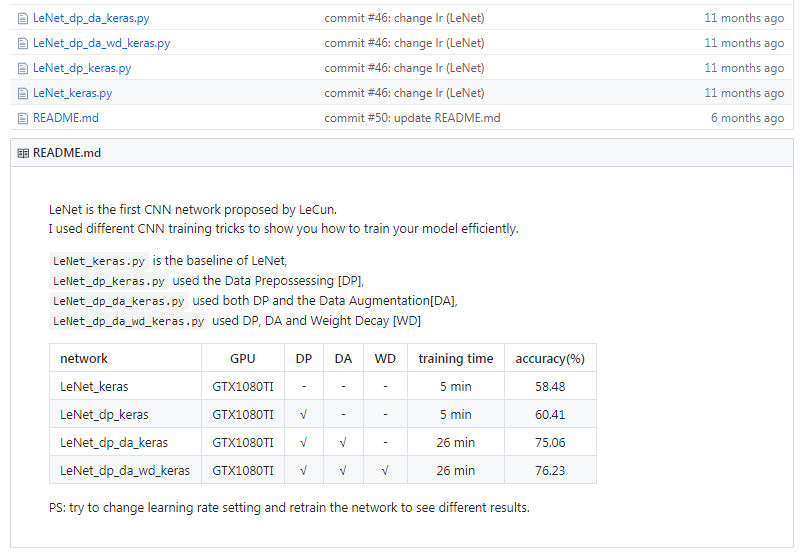 LeNet_dp_da_keras.py commit #46: change lr (LeNet) 11 months ago
LeNet_dp_da_wd_keras.py commit #46: change lr (LeNet) 11 months ago
LeNet_dp_keras.py commit #46: change lr (LeNet) 11 months ago
LeNet_keras.py commit #46: change lr (LeNet) 11 months ago
README.md commit #50: update README.md 6 months ago
README.md
LeNet is the first CNN network proposed by LeCun.
I used different CNN training tricks to show you how to train your model efficiently.
LeNet_keras.py is the baseline of LeNet,
LeNet_dp_keras.py used the Data Prepossessing [DP],
LeNet_dp_da_keras.py used both DP and the Data Augmentation[DA],
LeNet_dp_da_wd_keras.py used DP, DA and Weight Decay [WD]
network GPU DP DA WD training time accuracy(%)
LeNet_keras GTX1080TI - - - 5 min 58.48
LeNet_dp_keras GTX1080TI √ - - 5 min 60.41
LeNet_dp_da_keras GTX1080TI √ √ - 26 min 75.06
LeNet_dp_da_wd_keras GTX1080TI √ √ √ 26 min 76.23
PS: try to change learning rate setting and retrain the network to see different results.